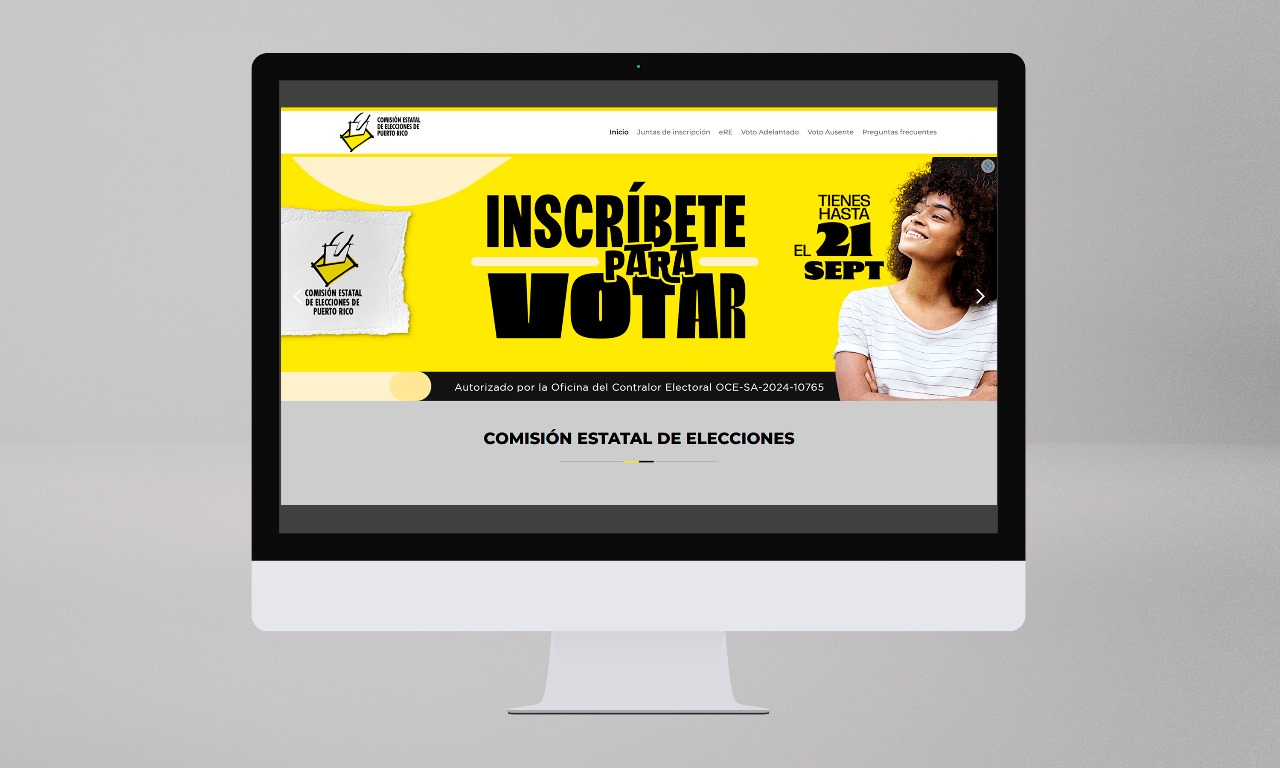 COMISIÓN ESTATAL
DE ELECCIONES DE
PUERTO RICO
Inicio Juntas de inscripción eRE Voto Adelantado Voto Ausente Preguntas frecuentes
COMISIÓN ESTATAL
DE ELECCIONES DE
PUERTO RICO
INSCRÍBETE
PARA
VOTAR
TIENES
HASTA
EL 21
SEPT
Autorizado por la Oficina del Contralor Electoral OCE-SA-2024-10765
COMISIÓN ESTATAL DE ELECCIONES